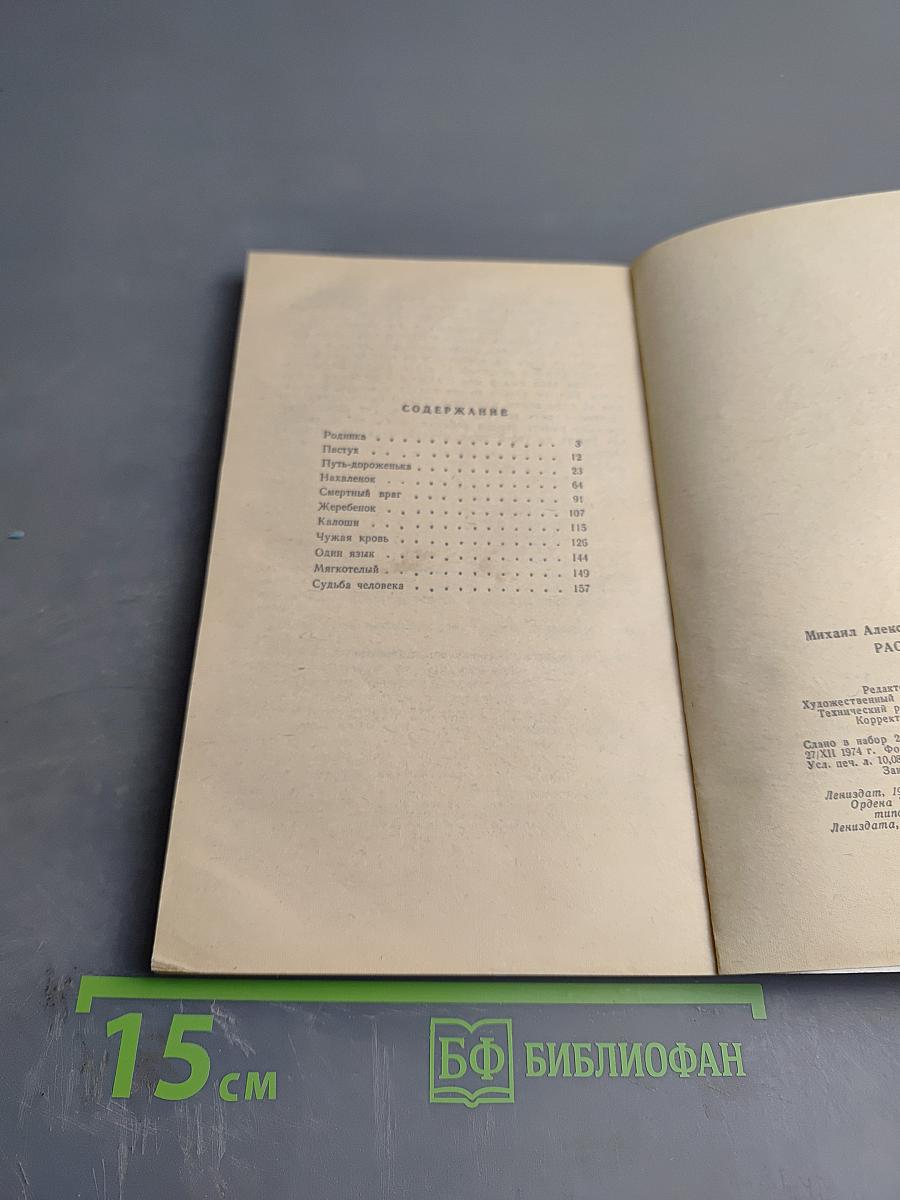 СОДЕРЖАНИЕ
Родинка 3
Пастух 12
Путь-дороженька 23
Нахаленок 64
Смертный враг 91
Жеребенок 107
Калоши 115
Чужая кровь 126
Один язык 144
Мягкотелый 149
Судьба человека 157
Михаил Алекс
РАС
Редакто
Художественный
Технический р
Коррект
Сдано в набор 2
27/XII 1974 г. Фо
Усл. печ. л. 10,08
Зак
Лениздат, 19
Ордена
типо
Лениздата,
15 см
БФ БИБЛИОФАН